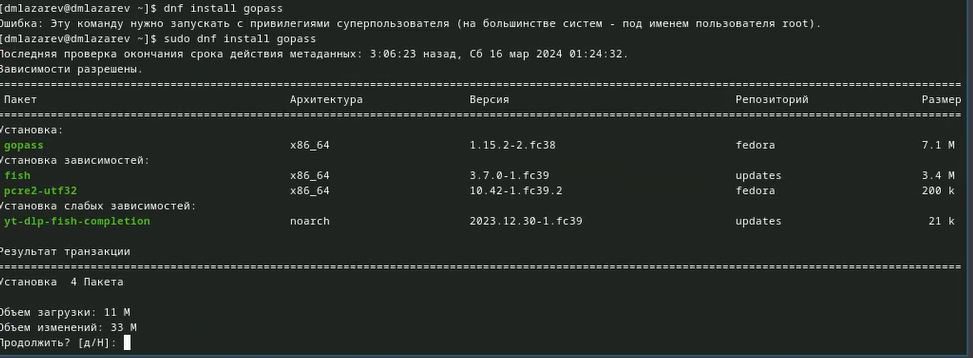 [dmlazarev@dmlazarev ~]$ dnf install gopass
Ошибка: Эту команду нужно запускать с привилегиями суперпользователя (на большинстве систем - под именем пользователя root).
[dmlazarev@dmlazarev ~]$ sudo dnf install gopass
Последняя проверка окончания срока действия метаданных: 3:06:23 назад, Сб 16 мар 2024 01:24:32.
Зависимости разрешены.
Пакет Архитектура Версия Репозиторий Размер
Установка:
gopass x86_64 1.15.2-2.fc38 fedora 7.1 M
Установка зависимостей:
fish x86_64 3.7.0-1.fc39 updates 3.4 M
pcre2-utf32 x86_64 10.42-1.fc39.2 fedora 200 k
Установка слабых зависимостей:
yt-dlp-fish-completion noarch 2023.12.30-1.fc39 updates 21 k
Результат транзакции
Установка 4 Пакета
Объем загрузки: 11 M
Объем изменений: 33 M
Продолжить? [д/Н]: